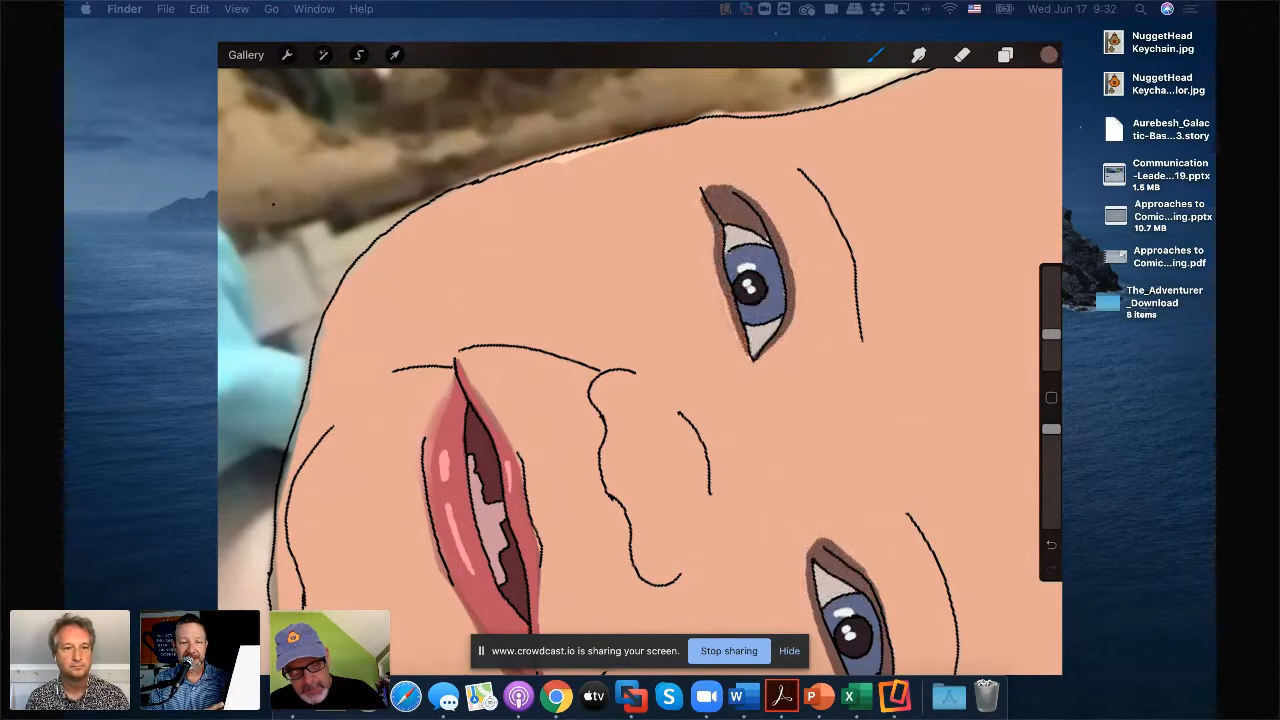 Finder File Edit View Go Window Help
Wed Jun 17 9:32
Gallery
NuggetHead
Keychain.jpg
NuggetHead
Keycha...lor.jpg
Aurebesh_Galac
tic-Bas...3.story
Communication
-Leade...19.pptx
1.5 MB
Approaches to
Comic...ing.pptx
10.7 MB
Approaches to
Comic...ing.pdf
The_Adventurer
_Download
8 items
www.crowdcast.io is sharing your screen. Stop sharing Hide
tv